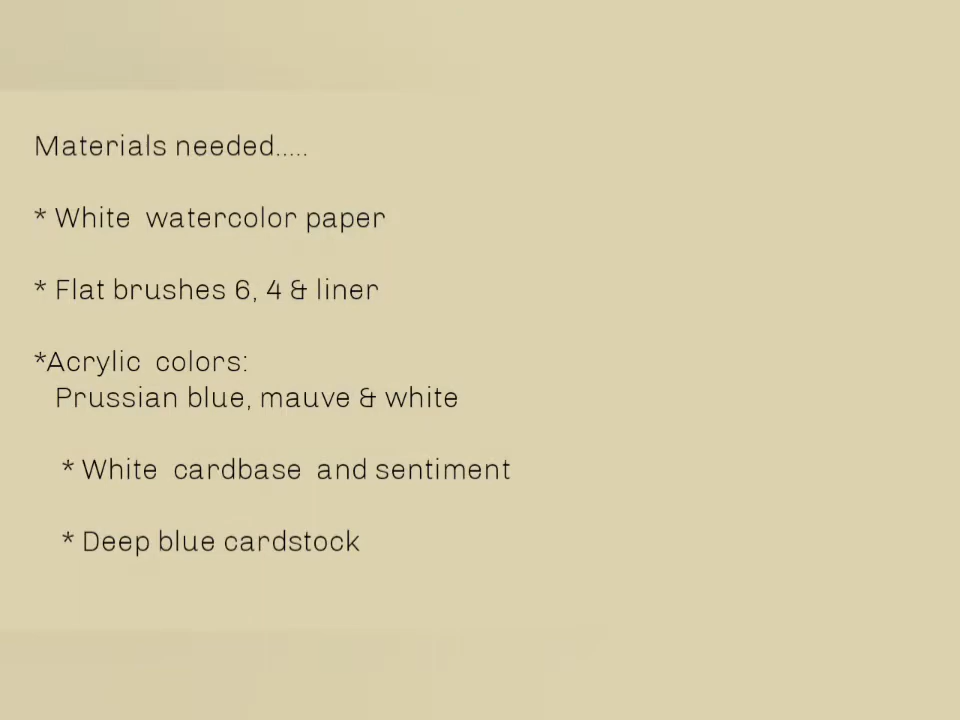 Materials needed.....
* White watercolor paper
* Flat brushes 6, 4 & liner
*Acrylic colors:
Prussian blue, mauve & white
* White cardbase and sentiment
* Deep blue cardstock